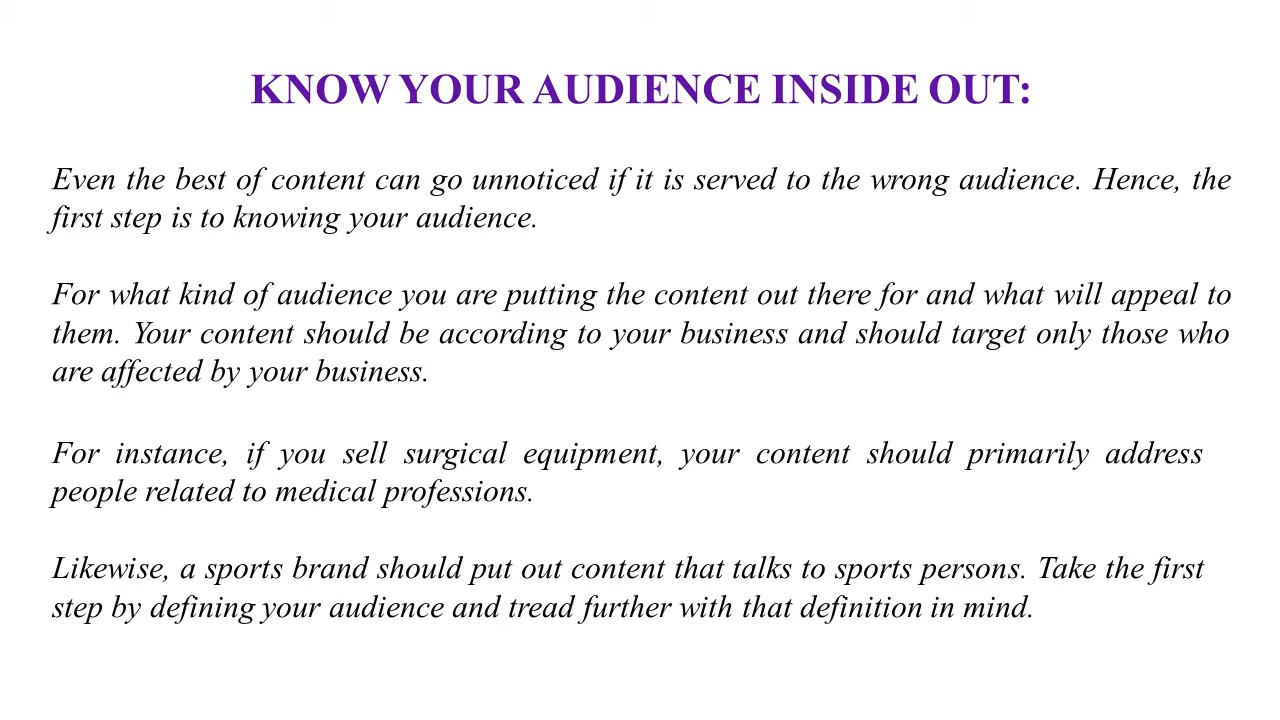 KNOW YOUR AUDIENCE INSIDE OUT:
Even the best of content can go unnoticed if it is served to the wrong audience. Hence, the
first step is to knowing your audience.
For what kind of audience you are putting the content out there for and what will appeal to
them. Your content should be according to your business and should target only those who
are affected by your business.
For instance, if you sell surgical equipment, your content should primarily address
people related to medical professions.
Likewise, a sports brand should put out content that talks to sports persons. Take the first
step by defining your audience and tread further with that definition in mind.